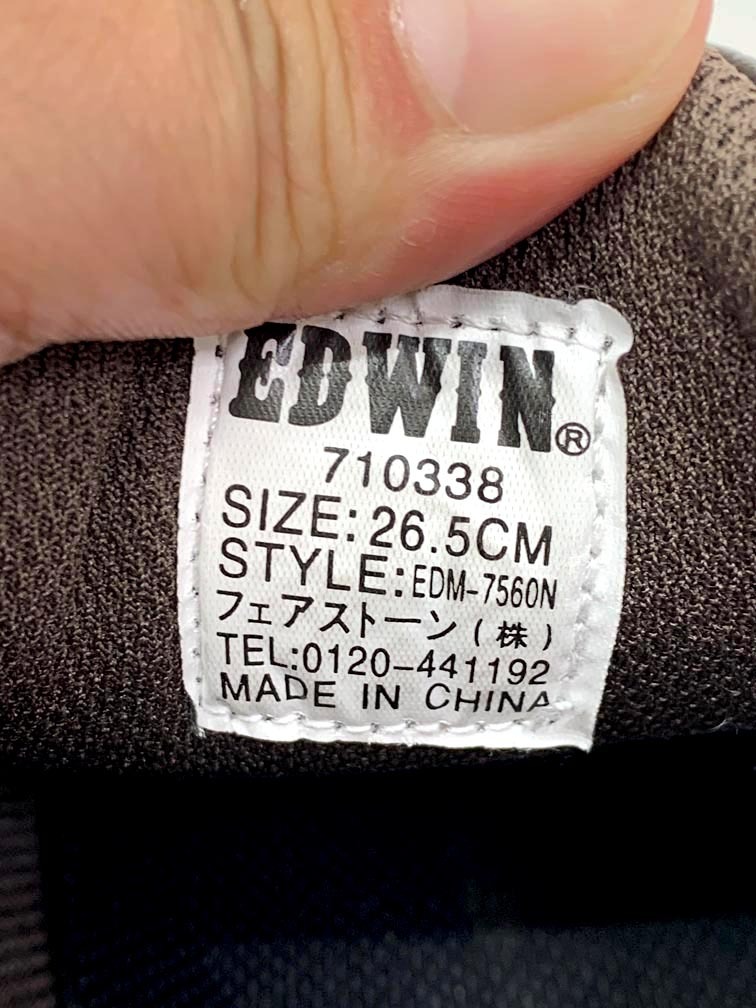 EDWIN®
710338
SIZE:26.5CM
STYLE:EDM-7560N
フェアストーン(株)
TEL:0120-441192
MADE IN CHINA